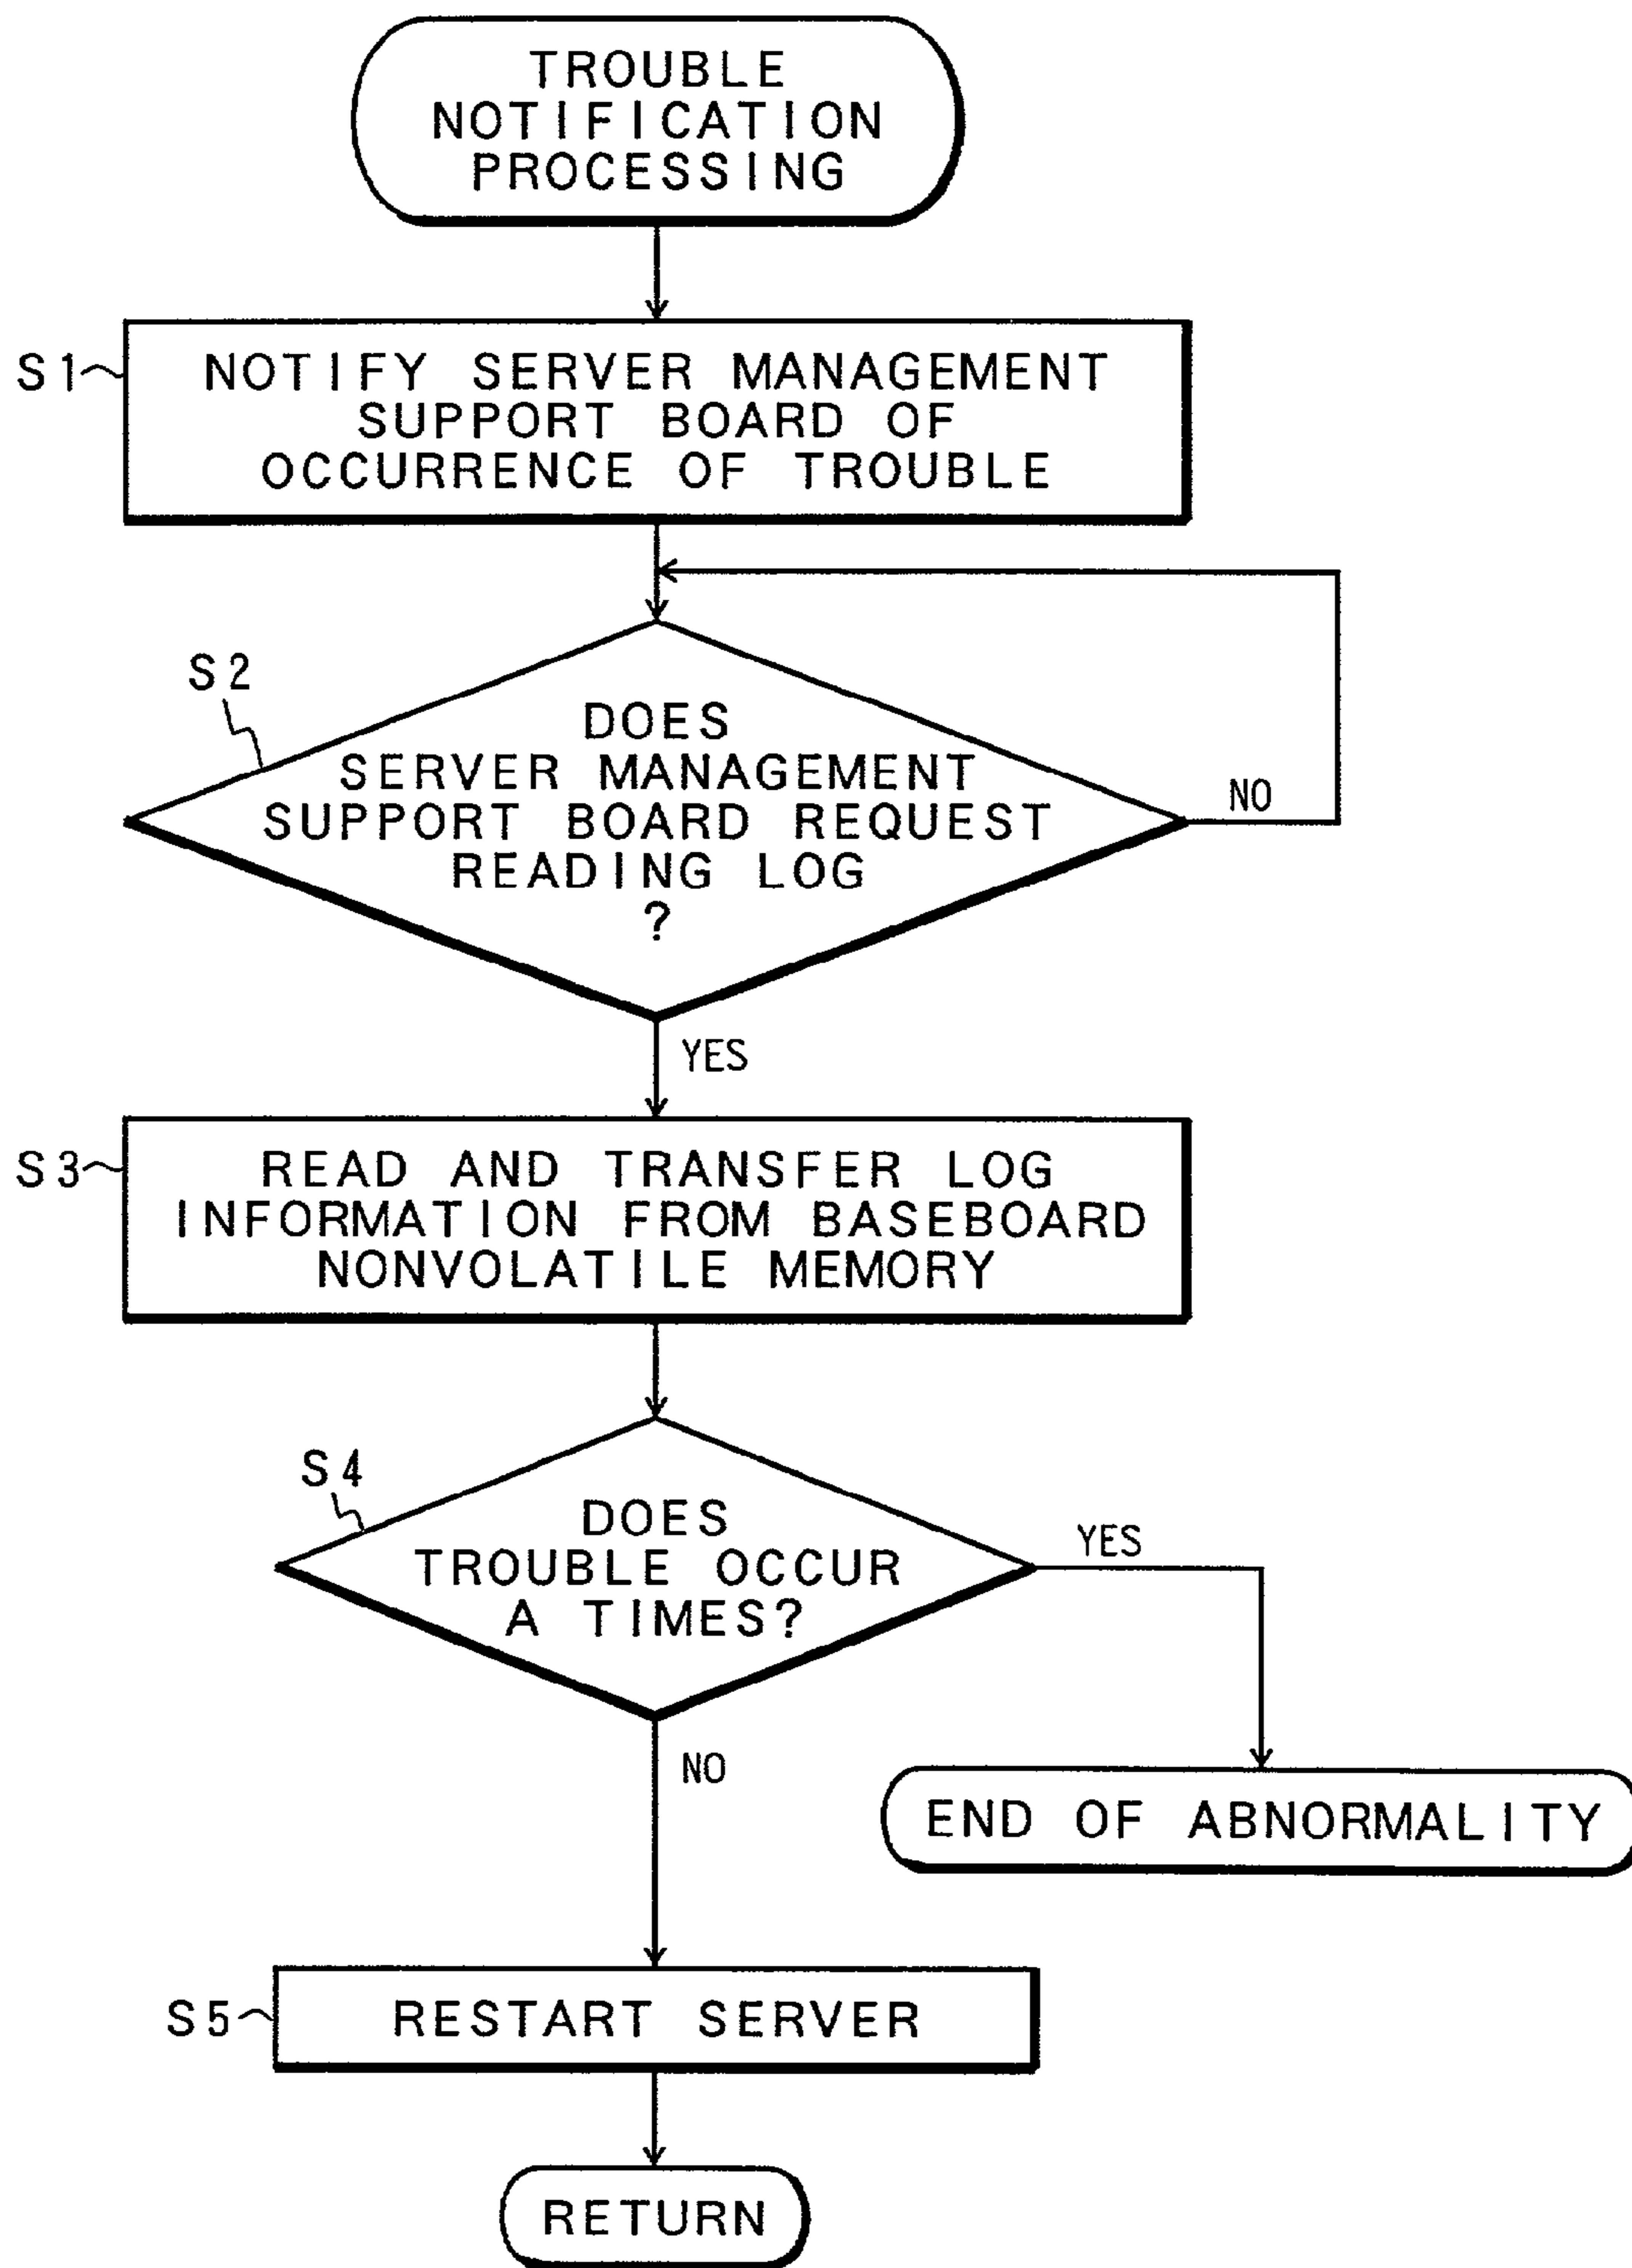 TROUBLE
NOTIFICATION
PROCESSING
S1
NOTIFY SERVER MANAGEMENT
SUPPORT BOARD OF
OCCURRENCE OF TROUBLE
S2
DOES
SERVER MANAGEMENT
SUPPORT BOARD REQUEST
READING LOG
?
NO
YES
S3
READ AND TRANSFER LOG
INFORMATION FROM BASEBOARD
NONVOLATILE MEMORY
S4
DOES
TROUBLE OCCUR
A TIMES?
YES
NO
END OF ABNORMALITY
S5
RESTART SERVER
RETURN